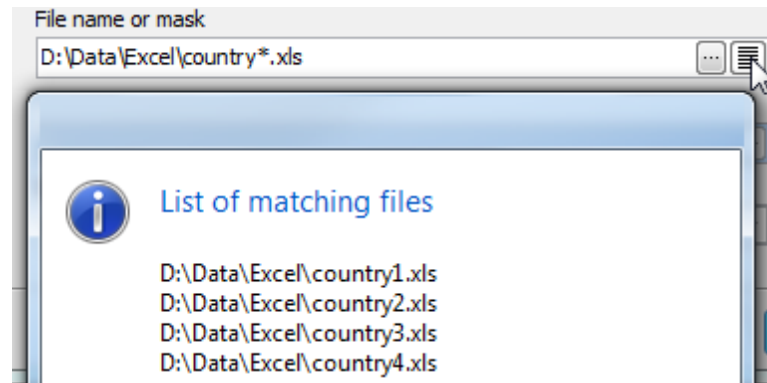 File name or mask
D:\Data\Excel\country*.xls
...
List of matching files
D:\Data\Excel\country1.xls
D:\Data\Excel\country2.xls
D:\Data\Excel\country3.xls
D:\Data\Excel\country4.xls